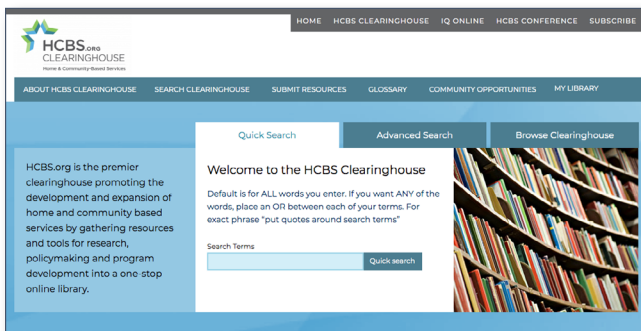 HOME HCBS CLEARINGHOUSE IQ ONLINE HCBS CONFERENCE SUBSCRIBE
HCBS.ORG
CLEARINGHOUSE
Home & Community-Based Services
ABOUT HCBS CLEARINGHOUSE SEARCH CLEARINGHOUSE SUBMIT RESOURCES GLOSSARY COMMUNITY OPPORTUNITIES MY LIBRARY
Quick Search Advanced Search Browse Clearinghouse
HCBS.org is the premier
clearinghouse promoting the
development and expansion of
home and community based
services by gathering resources
and tools for research,
policymaking and program
development into a one-stop
online library.
Welcome to the HCBS Clearinghouse
Default is for ALL words you enter. If you want ANY of the
words, place an OR between each of your terms. For
exact phrase "put quotes around search terms"
Search Terms
Quick search